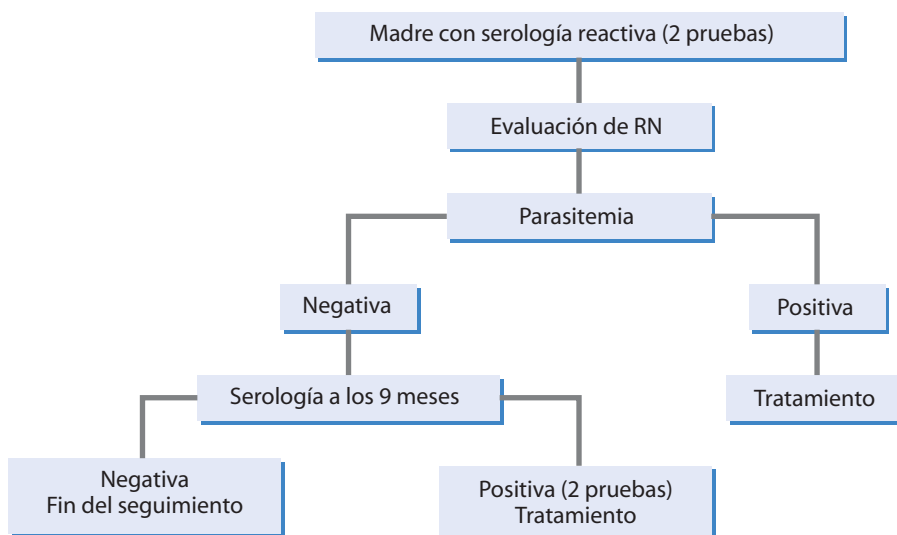 Madre con serología reactiva (2 pruebas)
Evaluación de RN
Parasitemia
Negativa
Positiva
Serología a los 9 meses
Tratamiento
Negativa
Fin del seguimiento
Positiva (2 pruebas)
Tratamiento